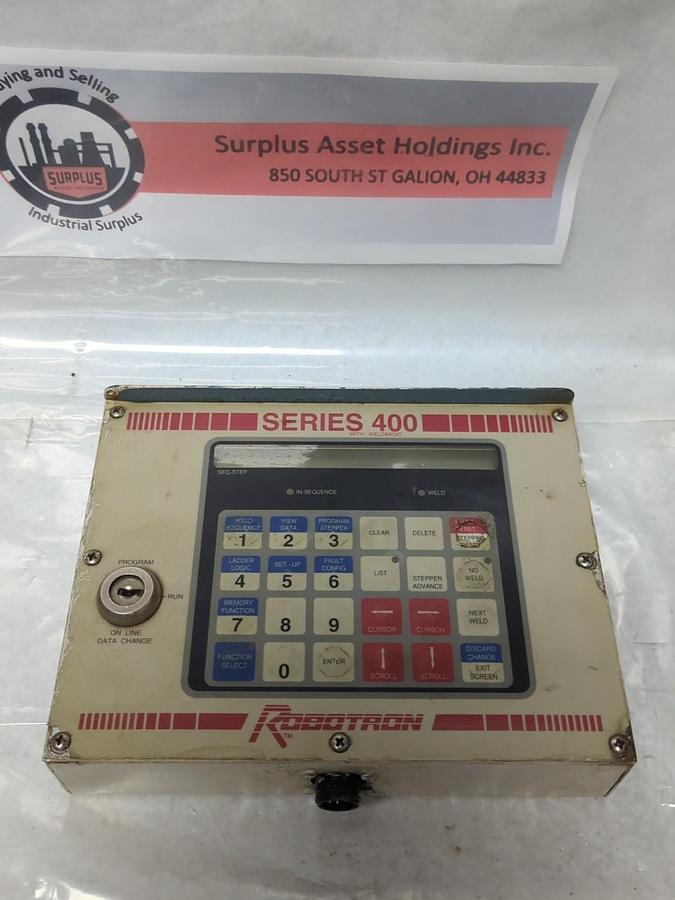 Buying and Selling
SURPLUS
Industrial Surplus
Surplus Asset Holdings Inc.
850 SOUTH ST GALION, OH 44833
SERIES 400
WITH WELDBASIC
SEQ-STEP
IN-SEQUENCE
WELD
WELD SEQUENCE 1
VIEW DATA 2
PROGRAM STEPPER 3
CLEAR
DELETE
RESET
STEPPER RESET
LADDER LOGIC 4
SET-UP 5
FAULT CONFIG 6
LIST
STEPPER ADVANCE
NO WELD
MEMORY FUNCTION 7
8
9
CURSOR
CURSOR
NEXT WELD
FUNCTION SELECT
0
ENTER
SCROLL
SCROLL
DISCARD CHANGE
EXIT SCREEN
PROGRAM
RUN
ON LINE
DATA CHANGE
ROBOTRON
TM